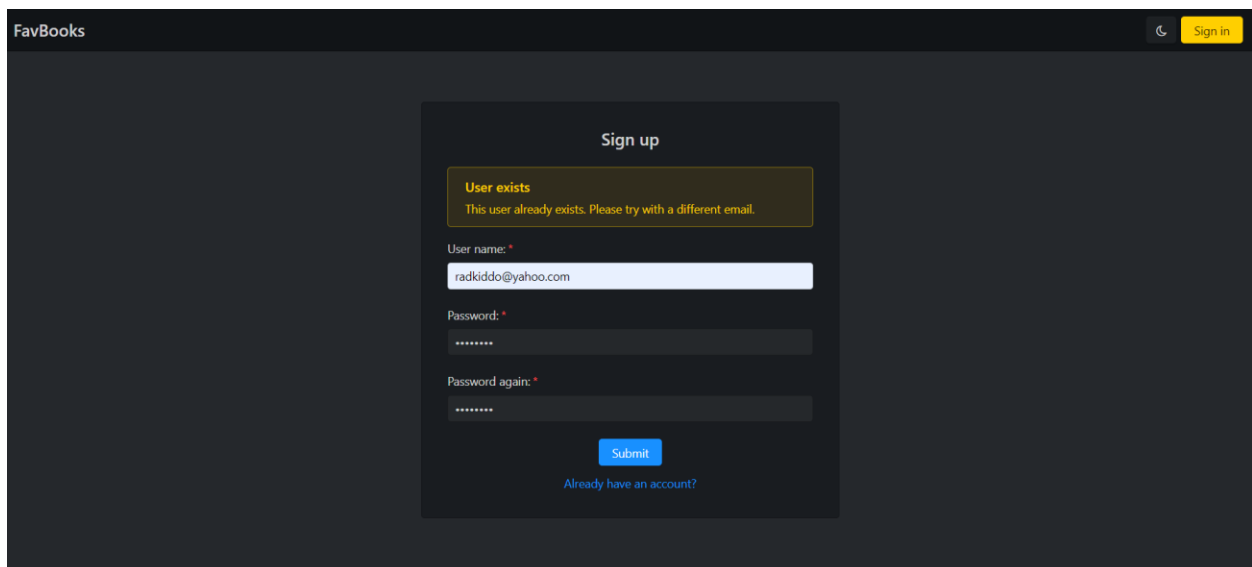 FavBooks
Sign in
Sign up
User exists
This user already exists. Please try with a different email.
User name: *
radkiddo@yahoo.com
Password: *
••••••••
Password again: *
••••••••
Submit
Already have an account?